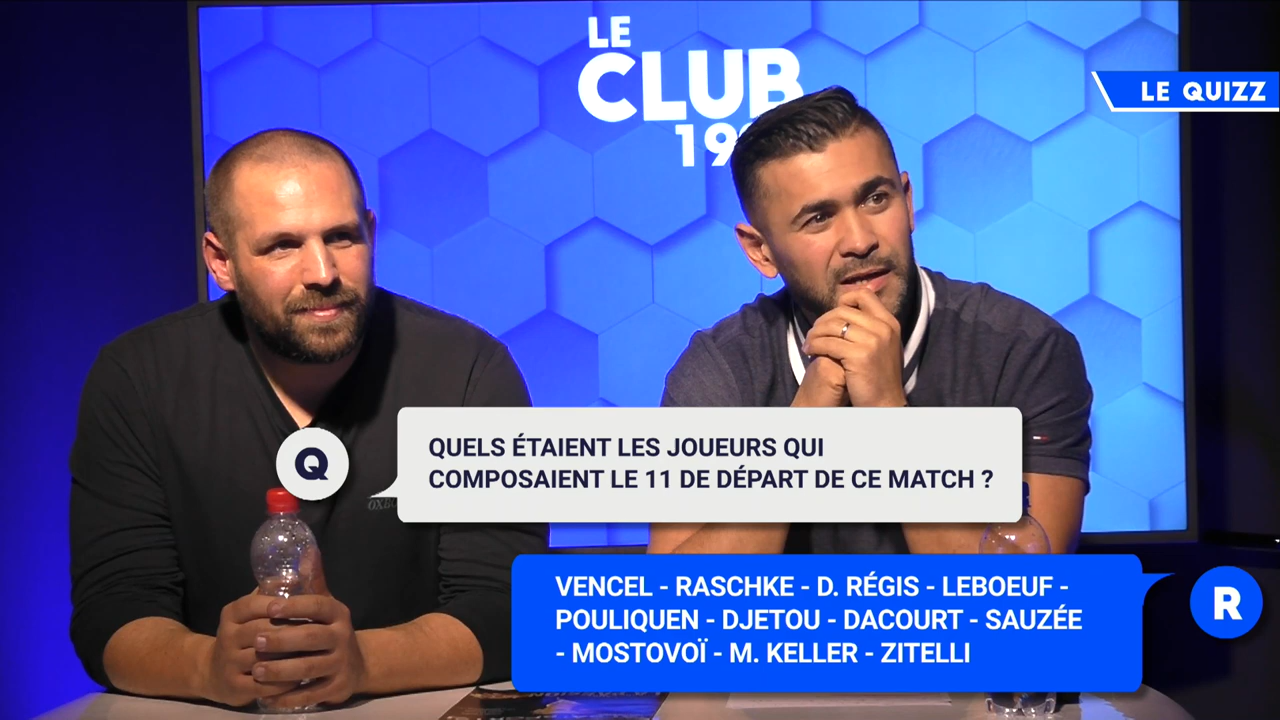 LE
CLUB
LE QUIZZ
Q
QUELS ÉTAIENT LES JOUEURS QUI
COMPOSAIENT LE 11 DE DÉPART DE CE MATCH ?
VENCEL - RASCHKE - D. RÉGIS - LEBOEUF -
POULIQUEN - DJETOU - DACOURT - SAUZÉE
- MOSTOVOÏ - M. KELLER - ZITELLI
R